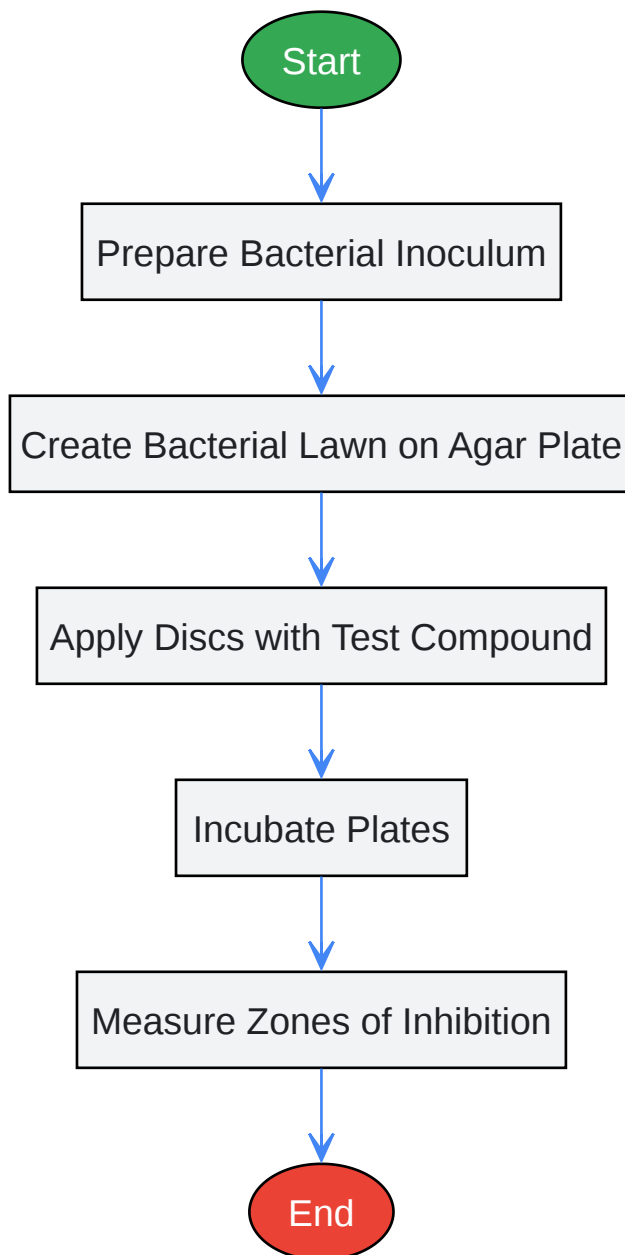 Start
Prepare Bacterial Inoculum
Create Bacterial Lawn on Agar Plate
Apply Discs with Test Compound
Incubate Plates
Measure Zones of Inhibition
End